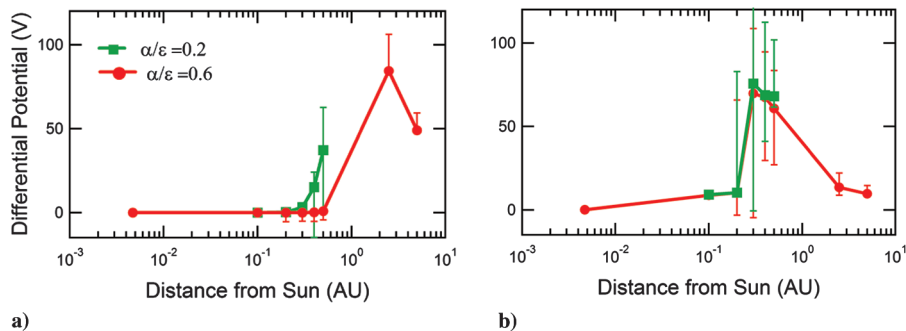 100
50
0
Differential Potential (V)
α/ε =0.2
α/ε =0.6
10⁻³
10⁻²
10⁻¹
10⁰
10¹
Distance from Sun (AU)
a)
100
50
0
10⁻³
10⁻²
10⁻¹
10⁰
10¹
Distance from Sun (AU)
b)